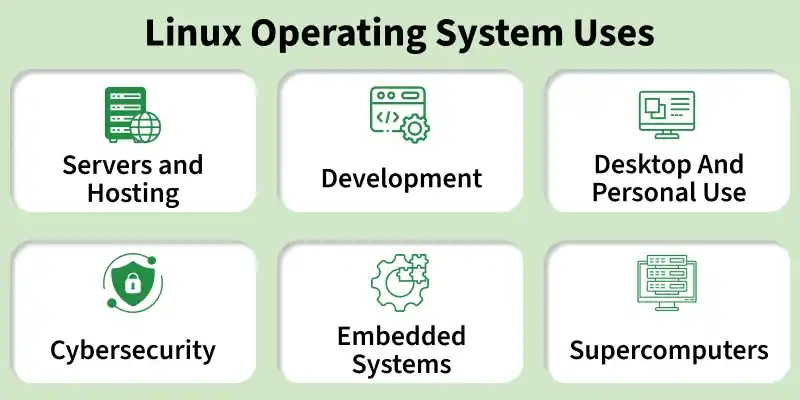 Linux Operating System Uses
Servers and
Hosting
Development
Desktop And
Personal Use
Cybersecurity
Embedded
Systems
Supercomputers